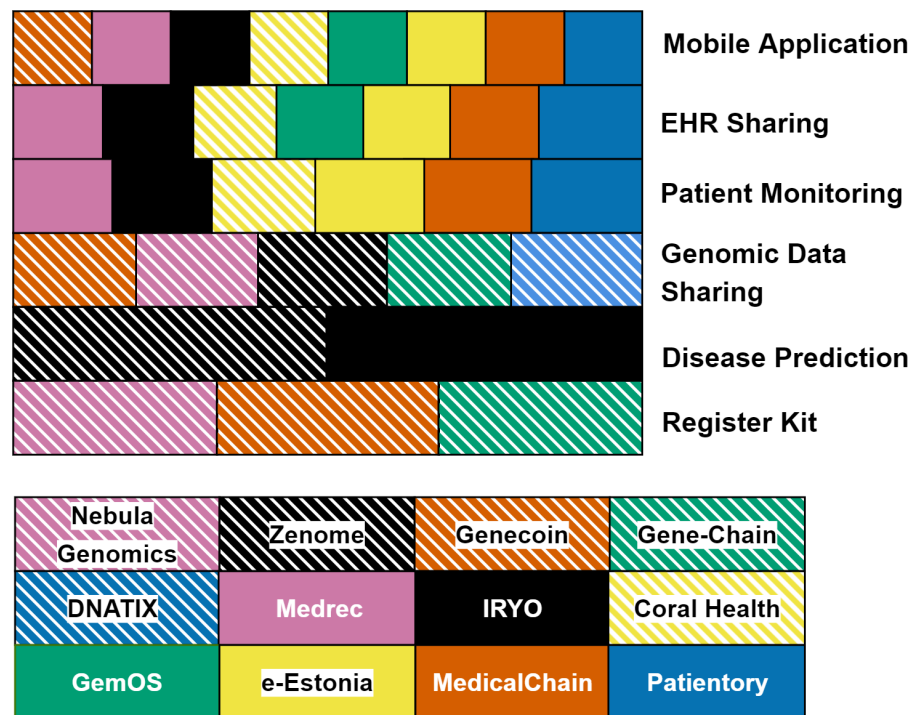 Mobile Application
EHR Sharing
Patient Monitoring
Genomic Data
Sharing
Disease Prediction
Register Kit
Nebula
Genomics
Zenome
Genecoin
Gene-Chain
DNATIX
Medrec
IRYO
Coral Health
GemOS
e-Estonia
MedicalChain
Patientory